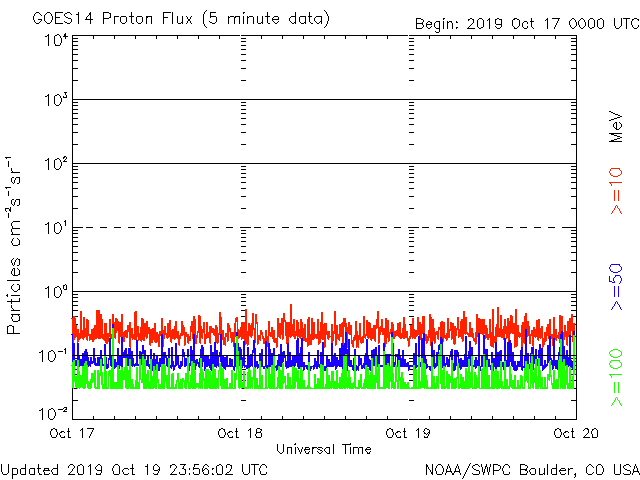 GOES14 Proton Flux (5 minute data)
Begin: 2019 Oct 17 0000 UTC
10⁴
10³
10²
10¹
10⁰
10⁻¹
10⁻²
Particles cm⁻²s⁻¹sr⁻¹
MeV
>=10
>=50
>=100
Oct 17
Oct 18
Oct 19
Oct 20
Universal Time
Updated 2019 Oct 19 23:56:02 UTC
NOAA/SWPC Boulder, CO USA